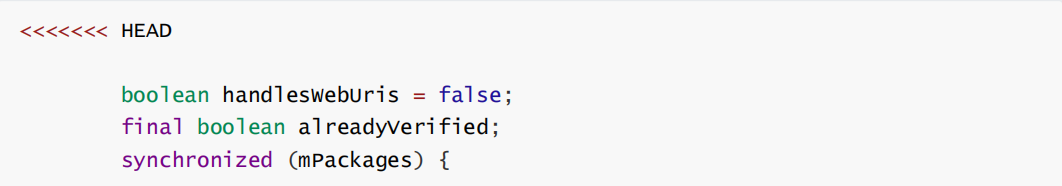 <<<<<<< HEAD
boolean handlesWebUris = false;
final boolean alreadyVerified;
synchronized (mPackages) {